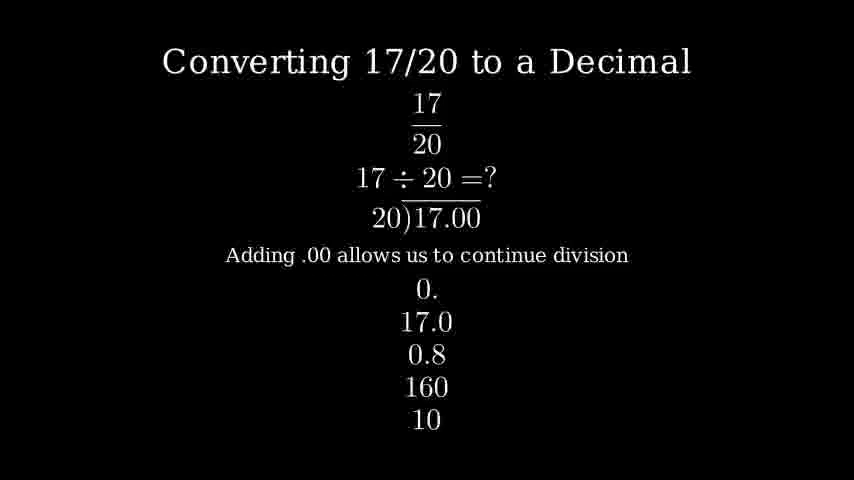 Converting 17/20 to a Decimal
17
20
17 ÷ 20 =?
20)17.00
Adding .00 allows us to continue division
0.
17.0
0.8
160
10